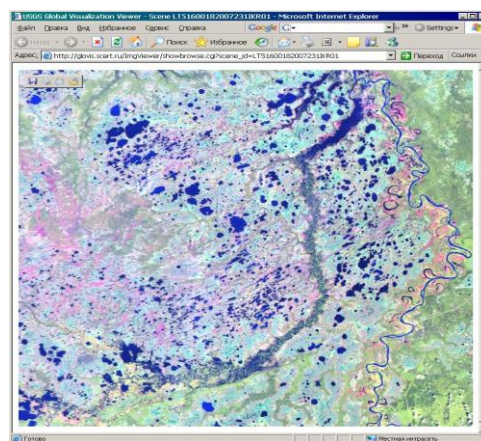 USGS Global Visualization Viewer - Scene LT51600182007231IKR01 - Microsoft Internet Explorer
Файл Правка Вид Избранное Сервис Справка Google Settings
Назад Поиск Избранное
Адрес: http://glovis.scert.ru/ImgViewer/showbrowse.cgi?scene_id=LT51600182007231IKR01 Переход Ссылки
Готово Местная интрасеть